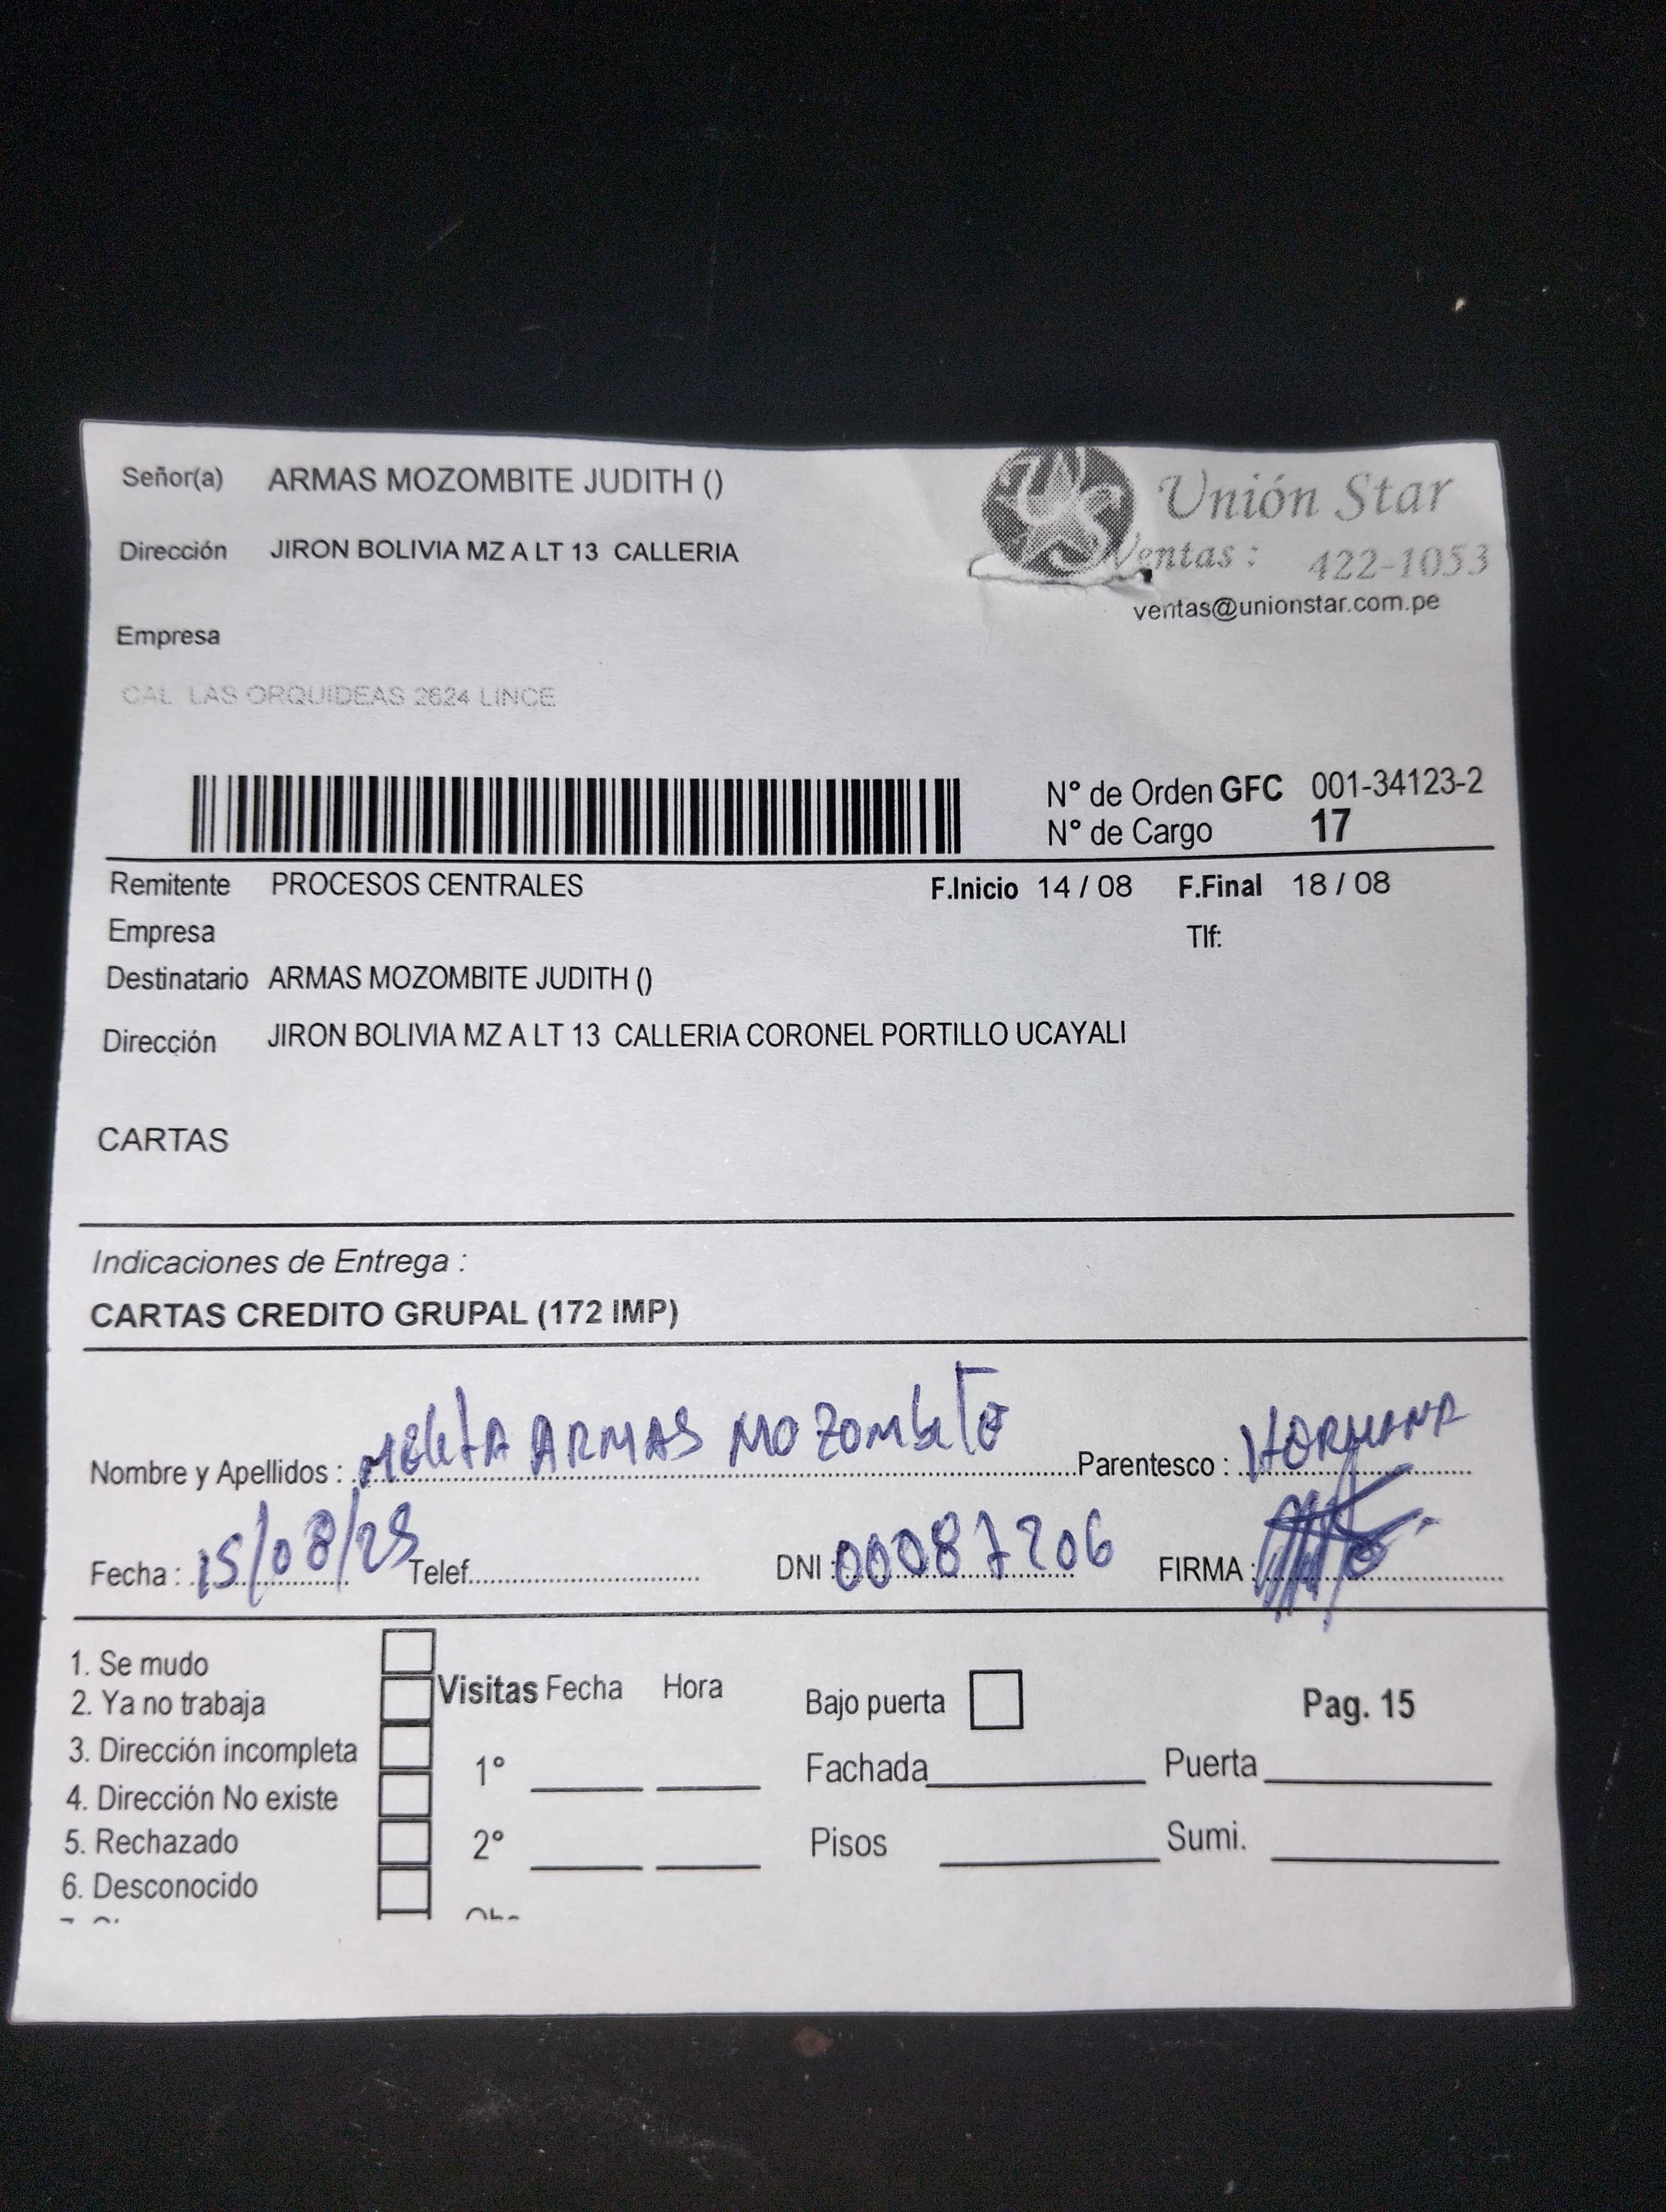 Señor(a) ARMAS MOZOMBITE JUDITH ()
Unión Star
Dirección JIRON BOLIVIA MZ A LT 13 CALLERIA
Ventas : 422-1053
ventas@unionstar.com.pe
Empresa
CAL LAS ORQUIDEAS 2624 LINCE
N° de Orden GFC 001-34123-2
N° de Cargo 17
Remitente PROCESOS CENTRALES F.Inicio 14 / 08 F.Final 18 / 08
Empresa Tlf:
Destinatario ARMAS MOZOMBITE JUDITH ()
Dirección JIRON BOLIVIA MZ A LT 13 CALLERIA CORONEL PORTILLO UCAYALI
CARTAS
Indicaciones de Entrega :
CARTAS CREDITO GRUPAL (172 IMP)
Nombre y Apellidos : ARMAS MOZOMBITE Parentesco : HERMANA
Fecha : 15/08/25 Telef. DNI : 00087206 FIRMA :
1. Se mudo
2. Ya no trabaja Visitas Fecha Hora Bajo puerta Pag. 15
3. Dirección incompleta 1° Fachada Puerta
4. Dirección No existe
5. Rechazado 2° Pisos Sumi.
6. Desconocido